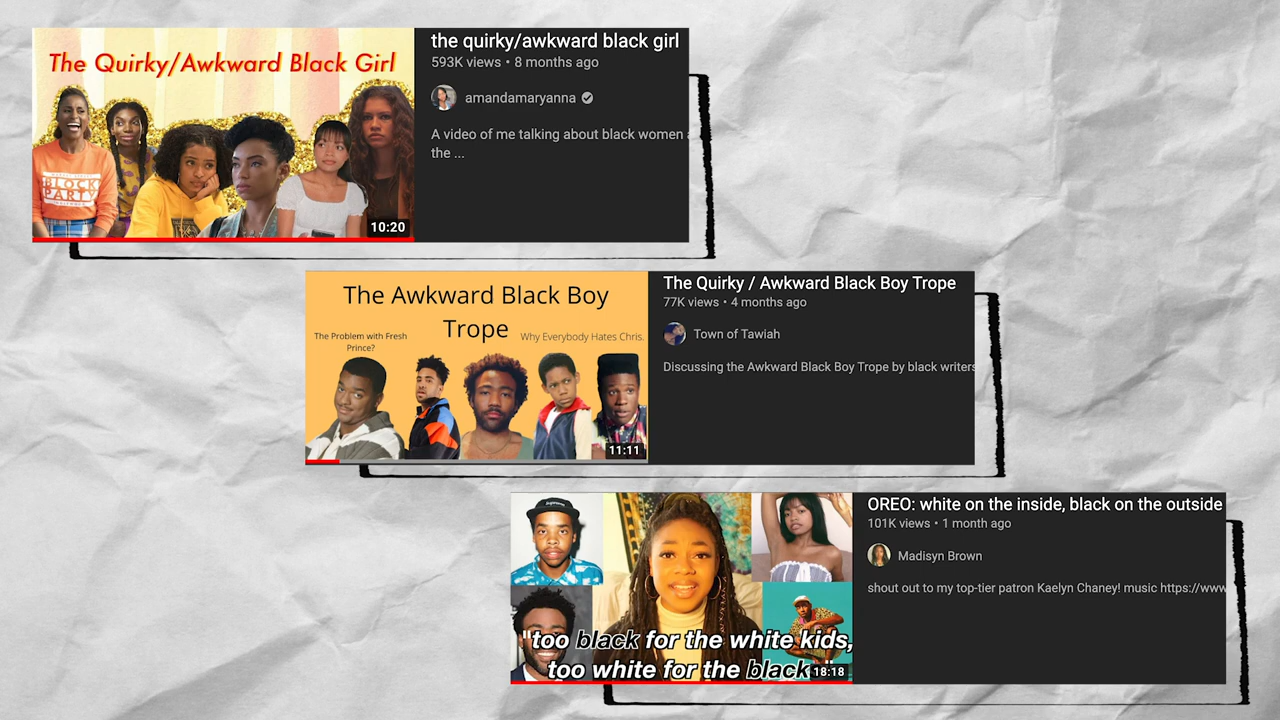 The Quirky/Awkward Black Girl
BLOCK
PARTY
10:20
the quirky/awkward black girl
593K views • 8 months ago
amandamaryanna
A video of me talking about black women
the ...
The Awkward Black Boy
Trope
The Problem with Fresh
Prince?
Why Everybody Hates Chris.
11:11
The Quirky / Awkward Black Boy Trope
77K views • 4 months ago
Town of Tawiah
Discussing the Awkward Black Boy Trope by black writers
"too black for the white kids,
too white for the black
18:18
OREO: white on the inside, black on the outside
101K views • 1 month ago
Madisyn Brown
shout out to my top-tier patron Kaelyn Chaney! music https://www